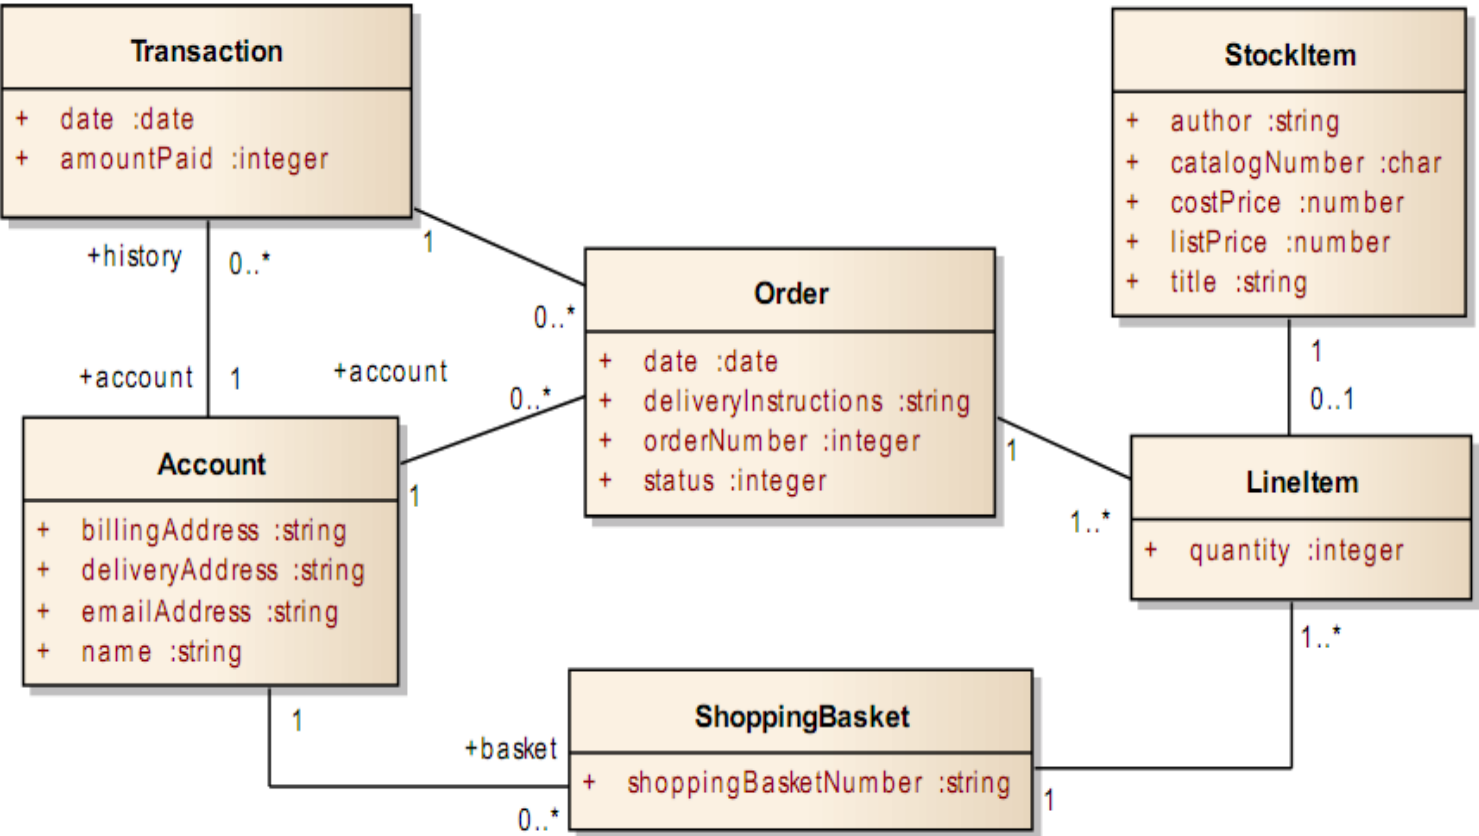 Transaction
+ date :date
+ amountPaid :integer
StockItem
+ author :string
+ catalogNumber :char
+ costPrice :number
+ listPrice :number
+ title :string
+history
0..*
1
0..*
+account
1
+account
0..*
1
Order
+ date :date
+ deliveryInstructions :string
+ orderNumber :integer
+ status :integer
1
0..1
1
1..*
Account
+ billingAddress :string
+ deliveryAddress :string
+ emailAddress :string
+ name :string
LineItem
+ quantity :integer
1..*
1
+basket
0..*
ShoppingBasket
+ shoppingBasketNumber :string
1